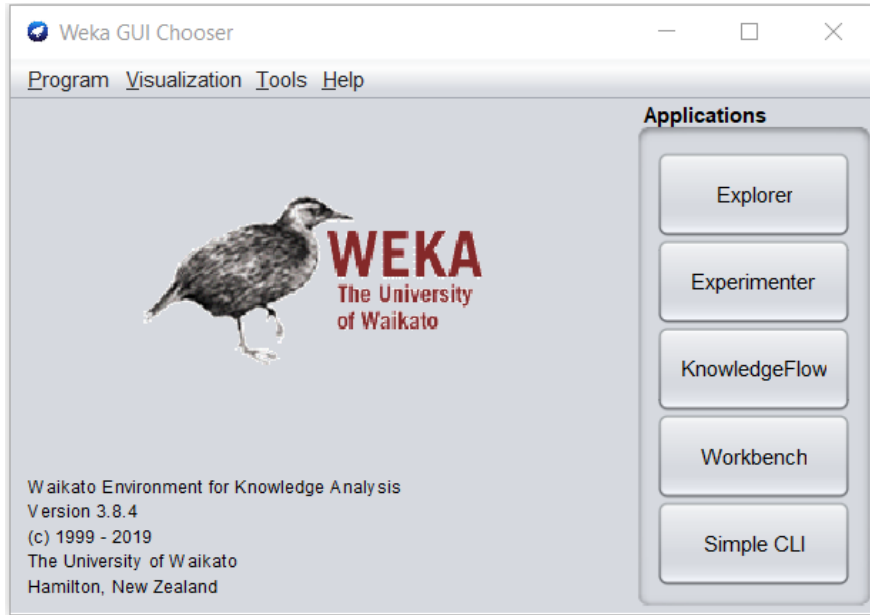 Weka GUI Chooser
Program Visualization Tools Help
Applications
Explorer
Experimenter
KnowledgeFlow
Workbench
Simple CLI
WEKA
The University
of Waikato
Waikato Environment for Knowledge Analysis
Version 3.8.4
(c) 1999 - 2019
The University of Waikato
Hamilton, New Zealand